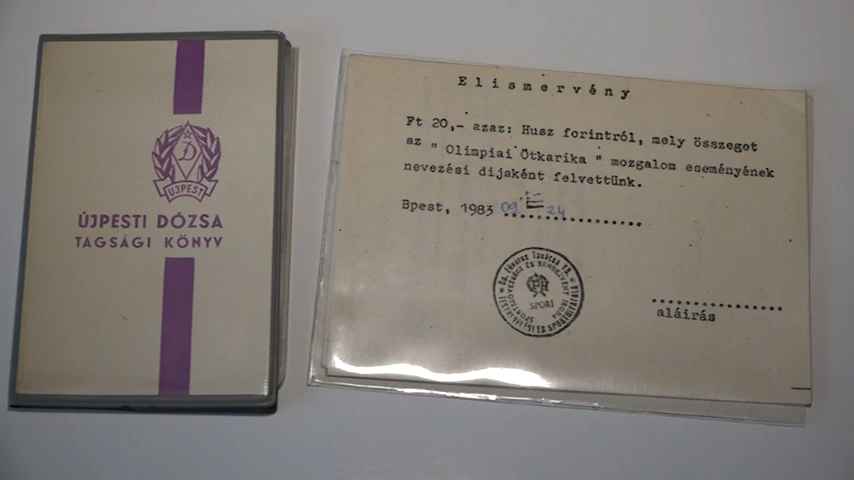 ÚJPEST
ÚJPESTI DÓZSA
TAGSÁGI KÖNYV
Elismervény
Ft 20,- azaz: Husz forintról, mely összeget
az " Olimpiai Ötkarika " mozgalom eseményének
nevezési dijaként felvettünk.
Bpest, 1983 09 24
SPORT
aláirás